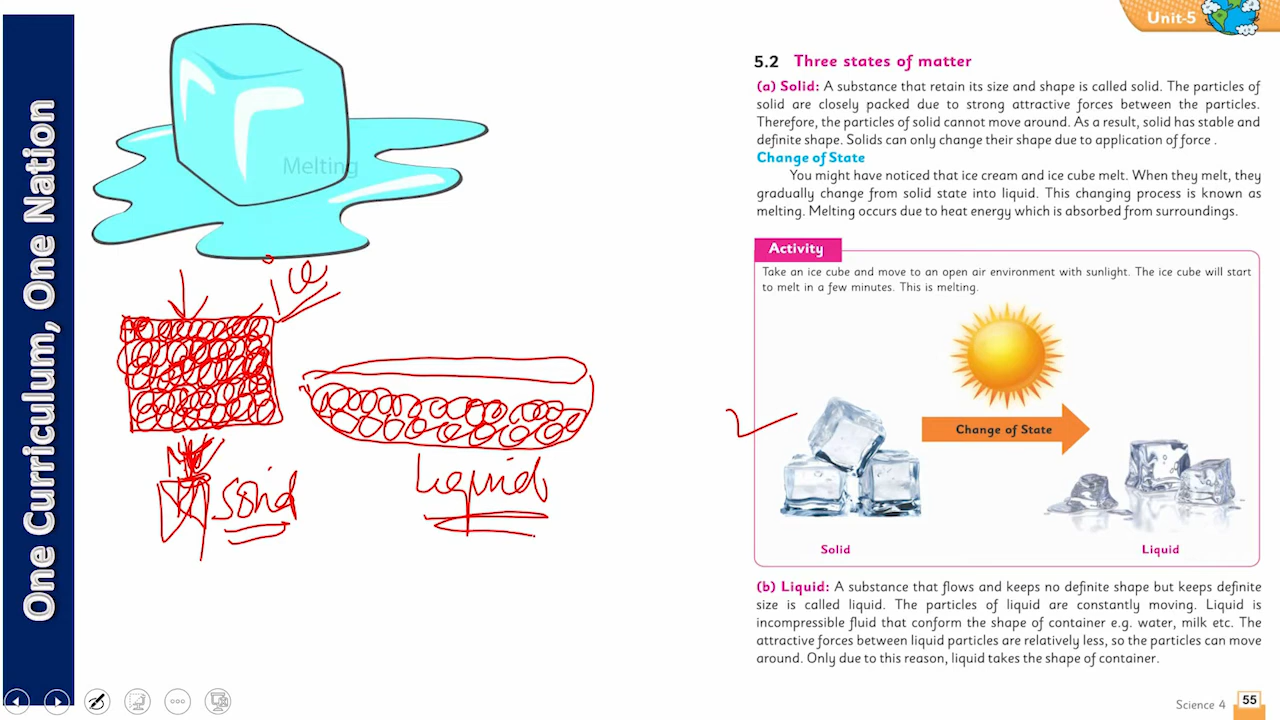 One Curriculum, One Nation
Melting
ice
solid
Liquid
Unit-5
5.2 Three states of matter
(a) Solid: A substance that retain its size and shape is called solid. The particles of
solid are closely packed due to strong attractive forces between the particles.
Therefore, the particles of solid cannot move around. As a result, solid has stable and
definite shape. Solids can only change their shape due to application of force .
Change of State
You might have noticed that ice cream and ice cube melt. When they melt, they
gradually change from solid state into liquid. This changing process is known as
melting. Melting occurs due to heat energy which is absorbed from surroundings.
Activity
Take an ice cube and move to an open air environment with sunlight. The ice cube will start
to melt in a few minutes. This is melting.
Change of State
Solid
Liquid
(b) Liquid: A substance that flows and keeps no definite shape but keeps definite
size is called liquid. The particles of liquid are constantly moving. Liquid is
incompressible fluid that conform the shape of container e.g. water, milk etc. The
attractive forces between liquid particles are relatively less, so the particles can move
around. Only due to this reason, liquid takes the shape of container.
Science 4
55